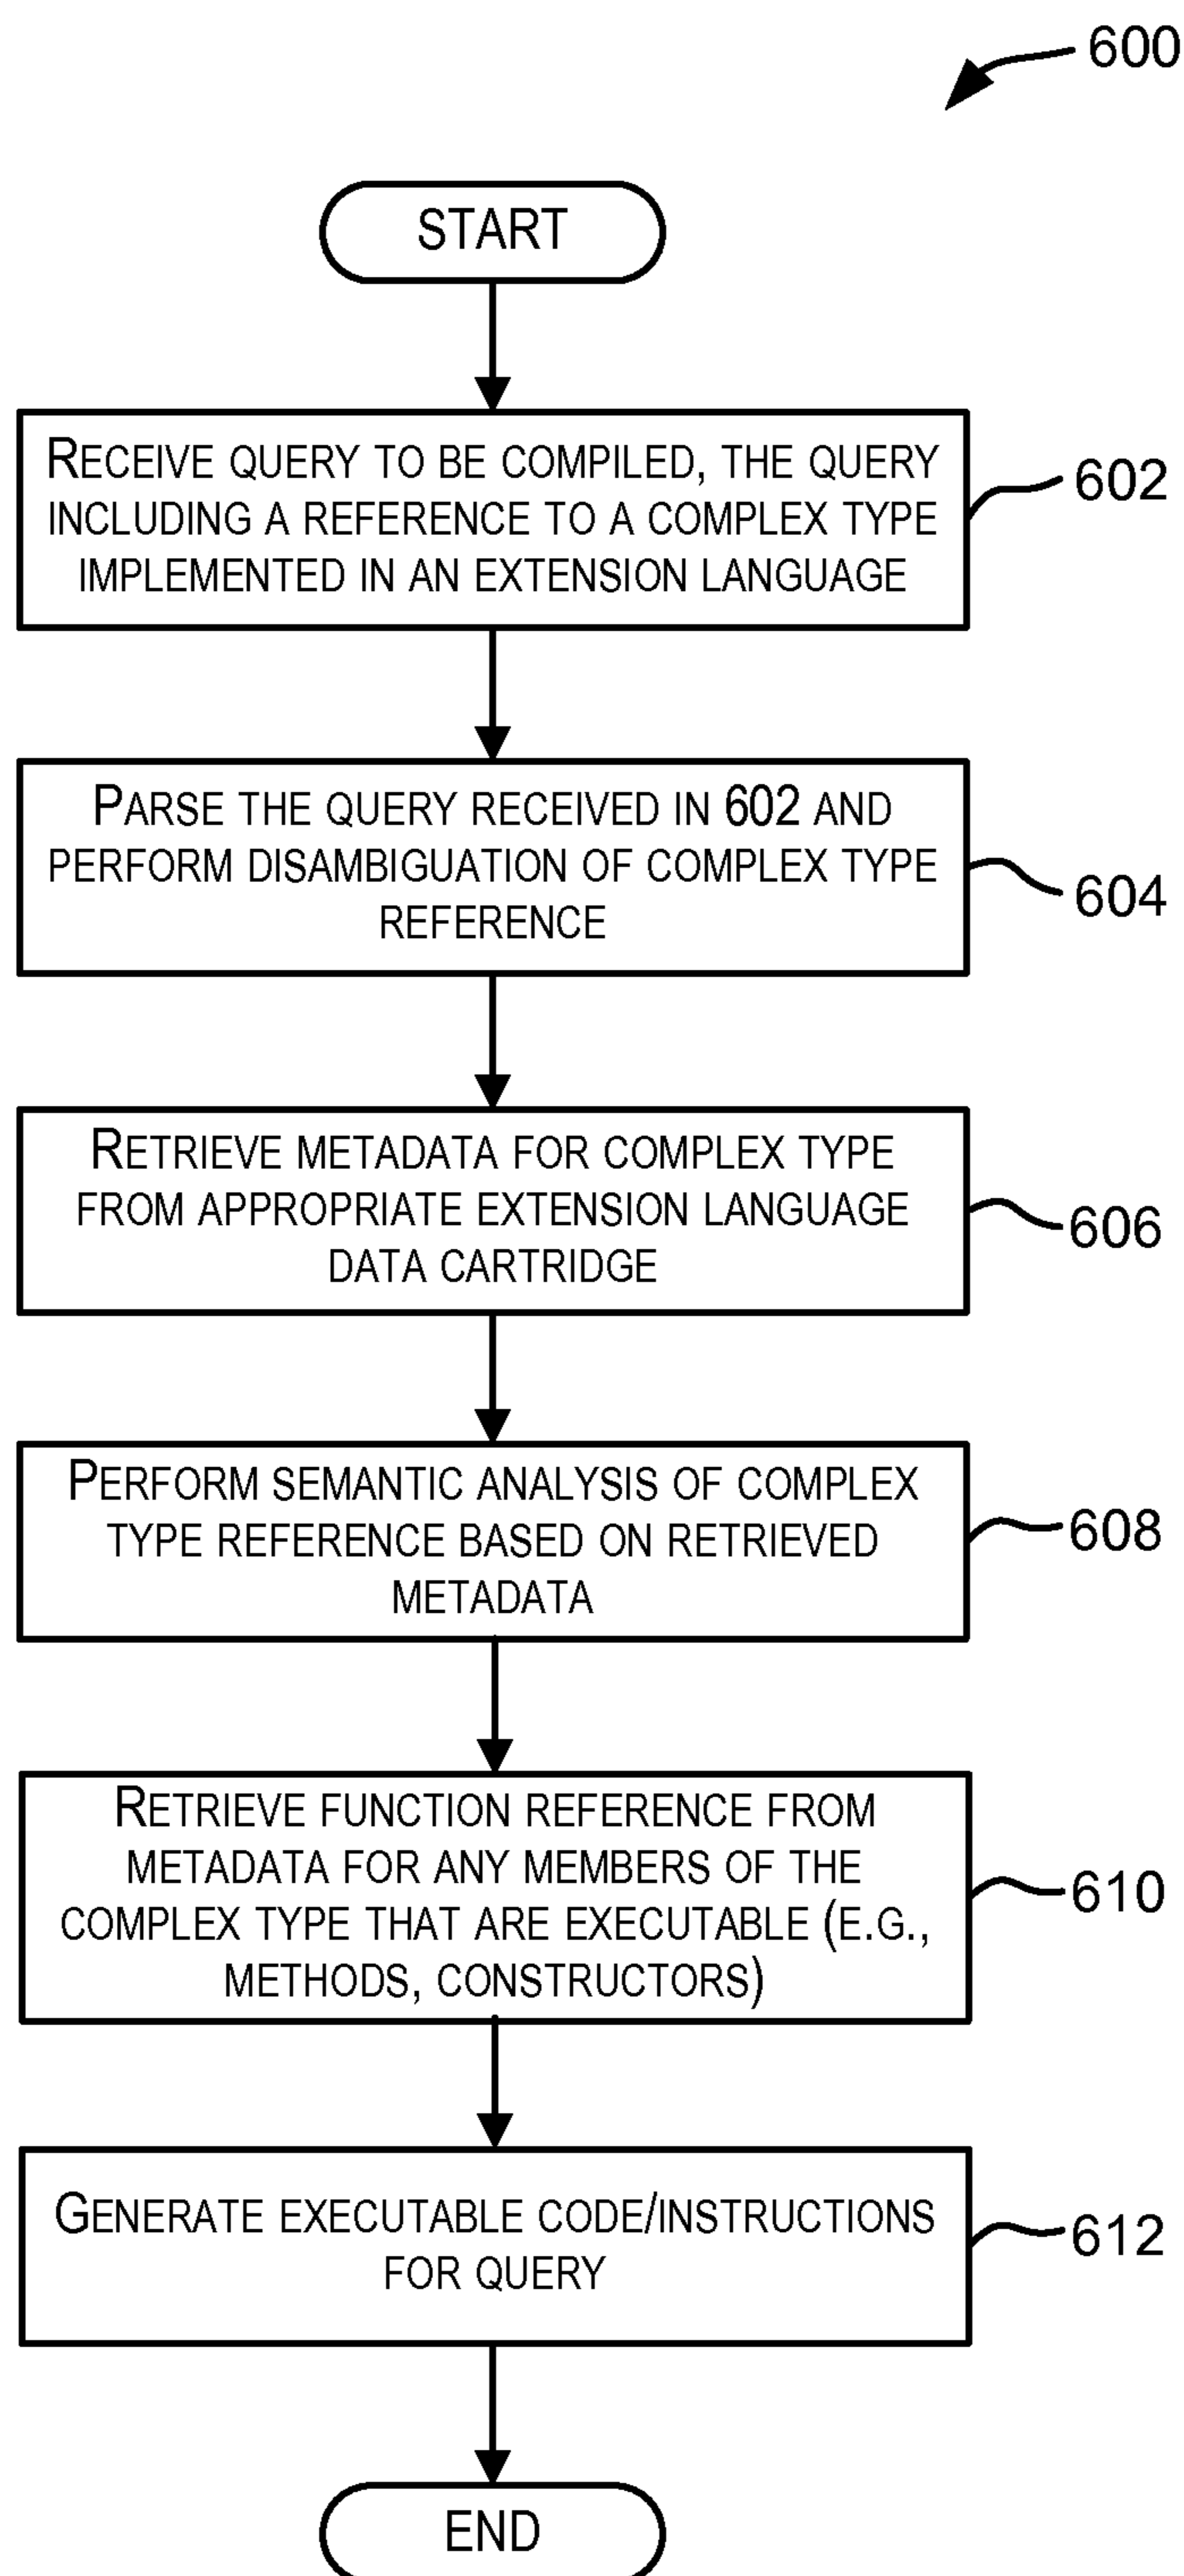 600
START
RECEIVE QUERY TO BE COMPILED, THE QUERY
INCLUDING A REFERENCE TO A COMPLEX TYPE
IMPLEMENTED IN AN EXTENSION LANGUAGE
602
PARSE THE QUERY RECEIVED IN 602 AND
PERFORM DISAMBIGUATION OF COMPLEX TYPE
REFERENCE
604
RETRIEVE METADATA FOR COMPLEX TYPE
FROM APPROPRIATE EXTENSION LANGUAGE
DATA CARTRIDGE
606
PERFORM SEMANTIC ANALYSIS OF COMPLEX
TYPE REFERENCE BASED ON RETRIEVED
METADATA
608
RETRIEVE FUNCTION REFERENCE FROM
METADATA FOR ANY MEMBERS OF THE
COMPLEX TYPE THAT ARE EXECUTABLE (E.G.,
METHODS, CONSTRUCTORS)
610
GENERATE EXECUTABLE CODE/INSTRUCTIONS
FOR QUERY
612
END